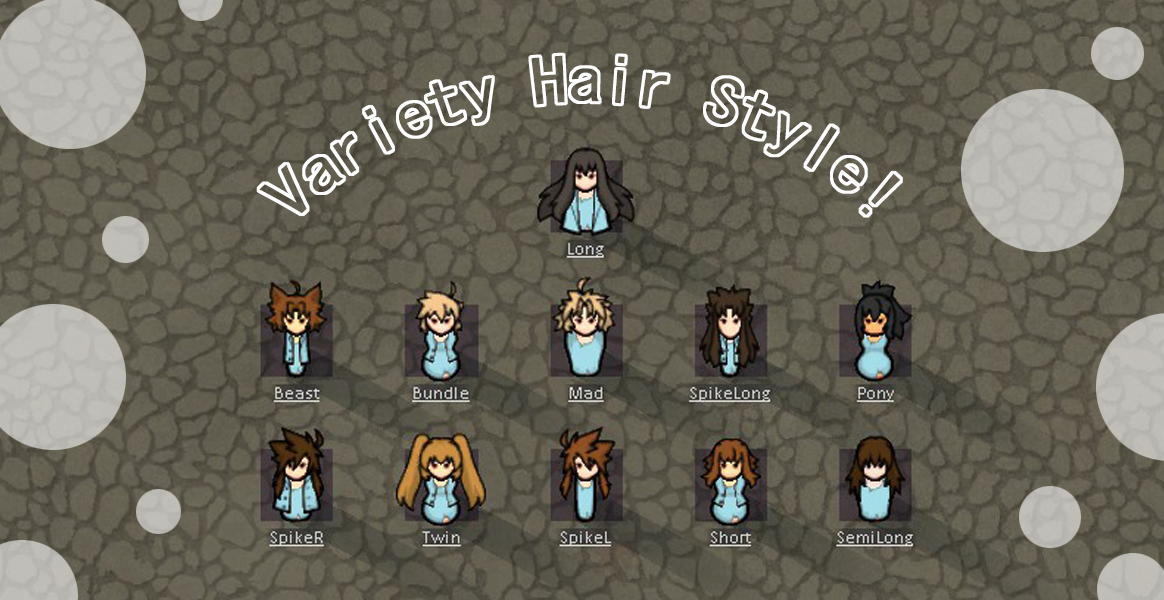 Variety Hair Style!
Long
Beast Bundle Mad SpikeLong Pony
SpikeR Twin SpikeL Short SemiLong